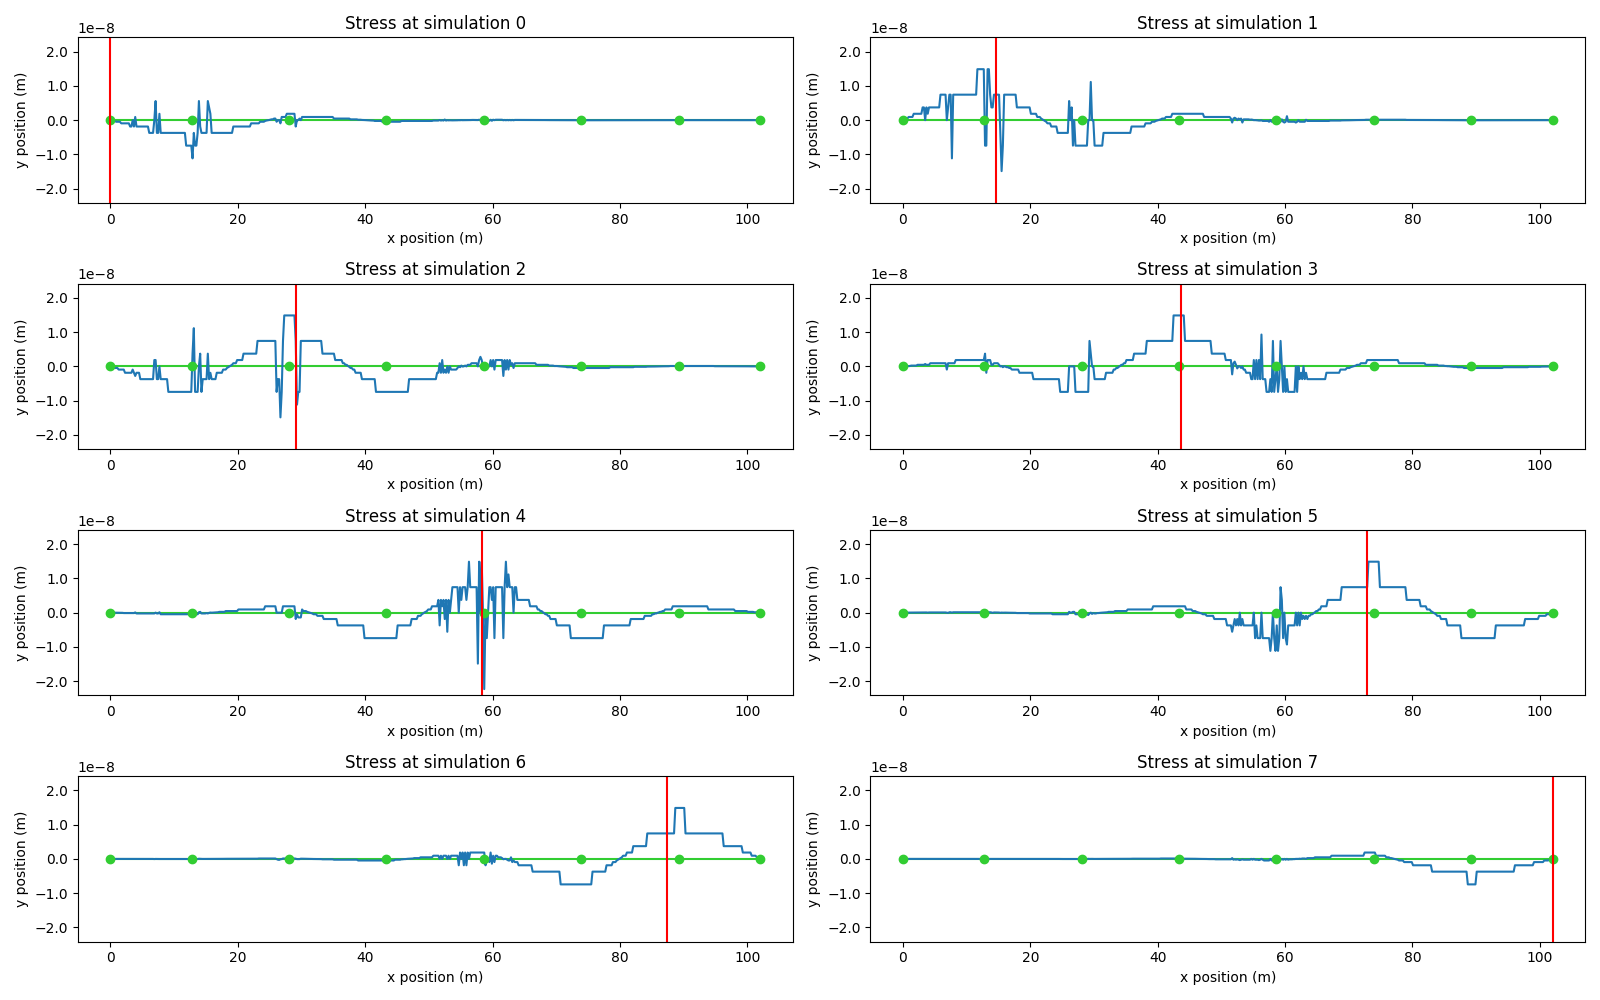 Stress at simulation 0
1e−8
y position (m)
2.0
1.0
0.0
−1.0
−2.0
0 20 40 60 80 100
x position (m)
Stress at simulation 1
1e−8
y position (m)
2.0
1.0
0.0
−1.0
−2.0
0 20 40 60 80 100
x position (m)
Stress at simulation 2
1e−8
y position (m)
2.0
1.0
0.0
−1.0
−2.0
0 20 40 60 80 100
x position (m)
Stress at simulation 3
1e−8
y position (m)
2.0
1.0
0.0
−1.0
−2.0
0 20 40 60 80 100
x position (m)
Stress at simulation 4
1e−8
y position (m)
2.0
1.0
0.0
−1.0
−2.0
0 20 40 60 80 100
x position (m)
Stress at simulation 5
1e−8
y position (m)
2.0
1.0
0.0
−1.0
−2.0
0 20 40 60 80 100
x position (m)
Stress at simulation 6
1e−8
y position (m)
2.0
1.0
0.0
−1.0
−2.0
0 20 40 60 80 100
x position (m)
Stress at simulation 7
1e−8
y position (m)
2.0
1.0
0.0
−1.0
−2.0
0 20 40 60 80 100
x position (m)